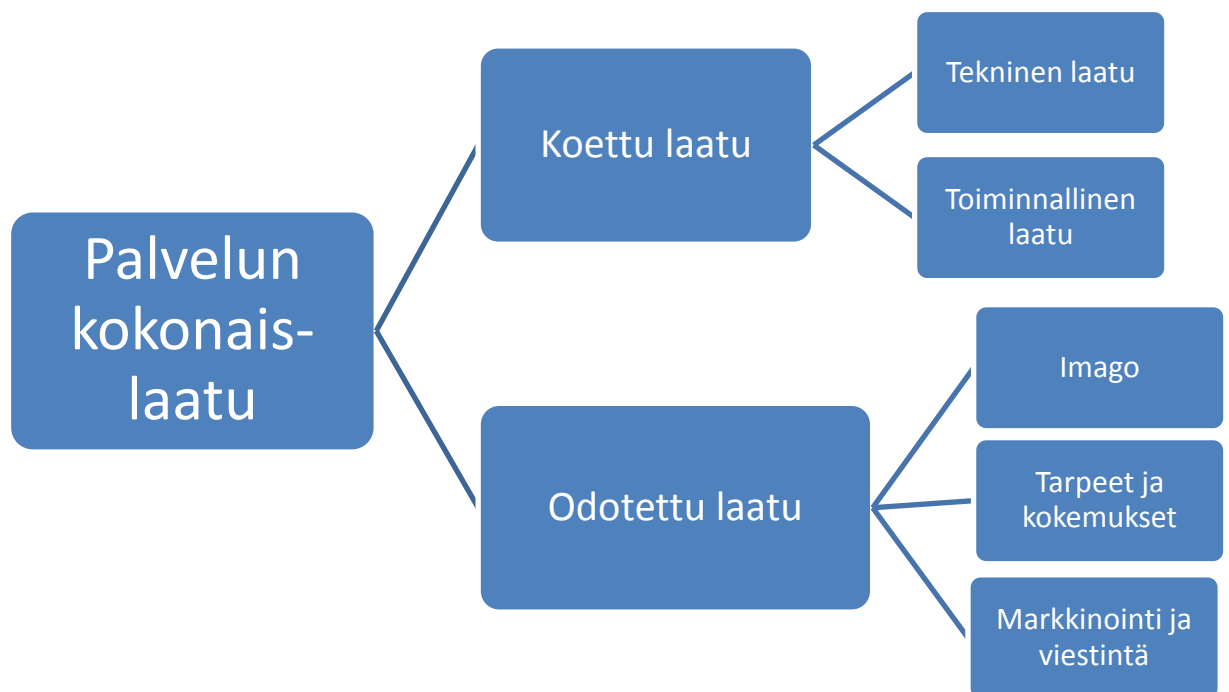 Palvelun
kokonais-
laatu
Koettu laatu
Tekninen laatu
Toiminnallinen
laatu
Odotettu laatu
Imago
Tarpeet ja
kokemukset
Markkinointi ja
viestintä